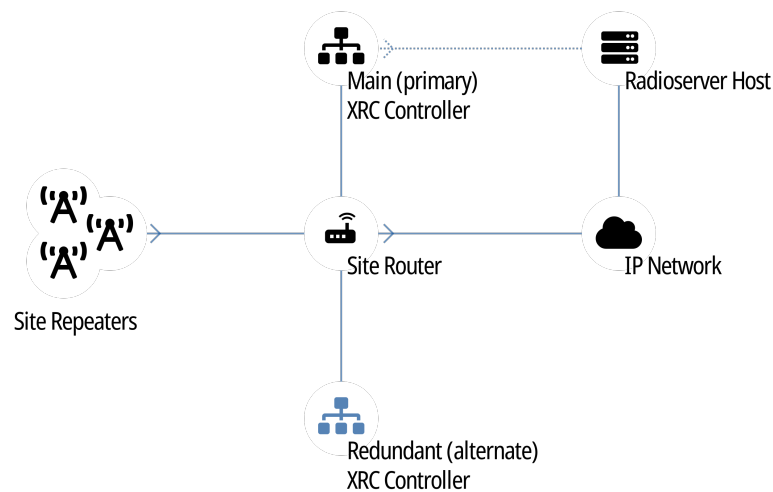 Main (primary)
XRC Controller
Radioserver Host
Site Router
IP Network
Site Repeaters
Redundant (alternate)
XRC Controller